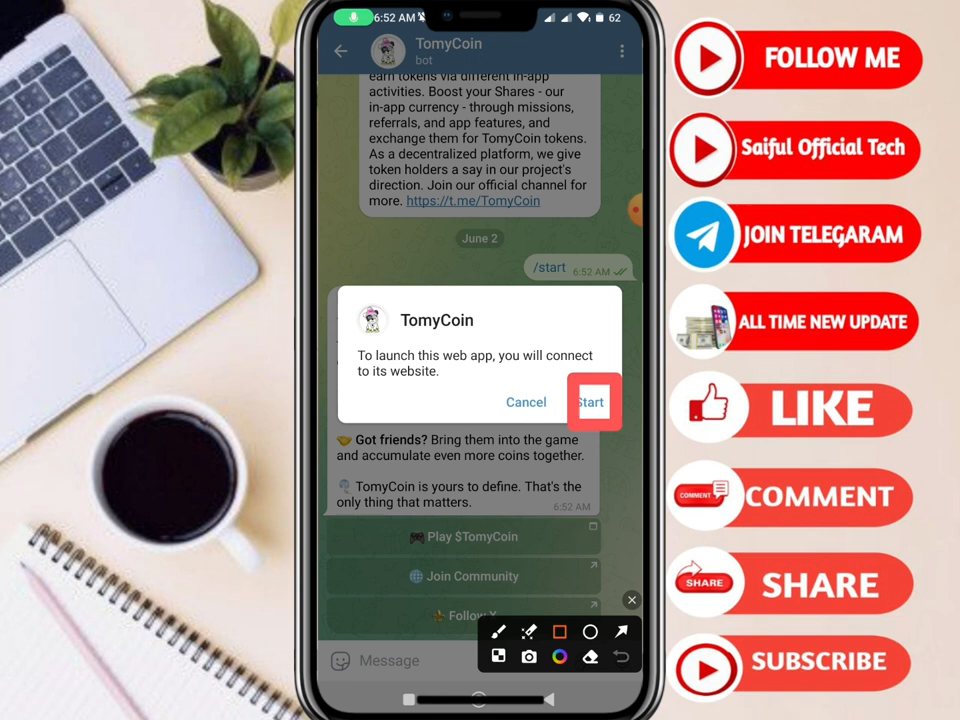 6:52 AM
62
TomyCoin
bot
earn tokens via different in-app
activities. Boost your Shares - our
in-app currency - through missions,
referrals, and app features, and
exchange them for TomyCoin tokens.
As a decentralized platform, we give
token holders a say in our project's
direction. Join our official channel for
more. https://t.me/TomyCoin
June 2
/start 6:52 AM
TomyCoin
To launch this web app, you will connect
to its website.
Cancel Start
Got friends? Bring them into the game
and accumulate even more coins together.
TomyCoin is yours to define. That's the
only thing that matters.
6:52 AM
Play $TomyCoin
Join Community
Follow X
Message
FOLLOW ME
Saiful Official Tech
JOIN TELEGARAM
ALL TIME NEW UPDATE
LIKE
COMMENT
COMMENT
SHARE
SHARE
SUBSCRIBE